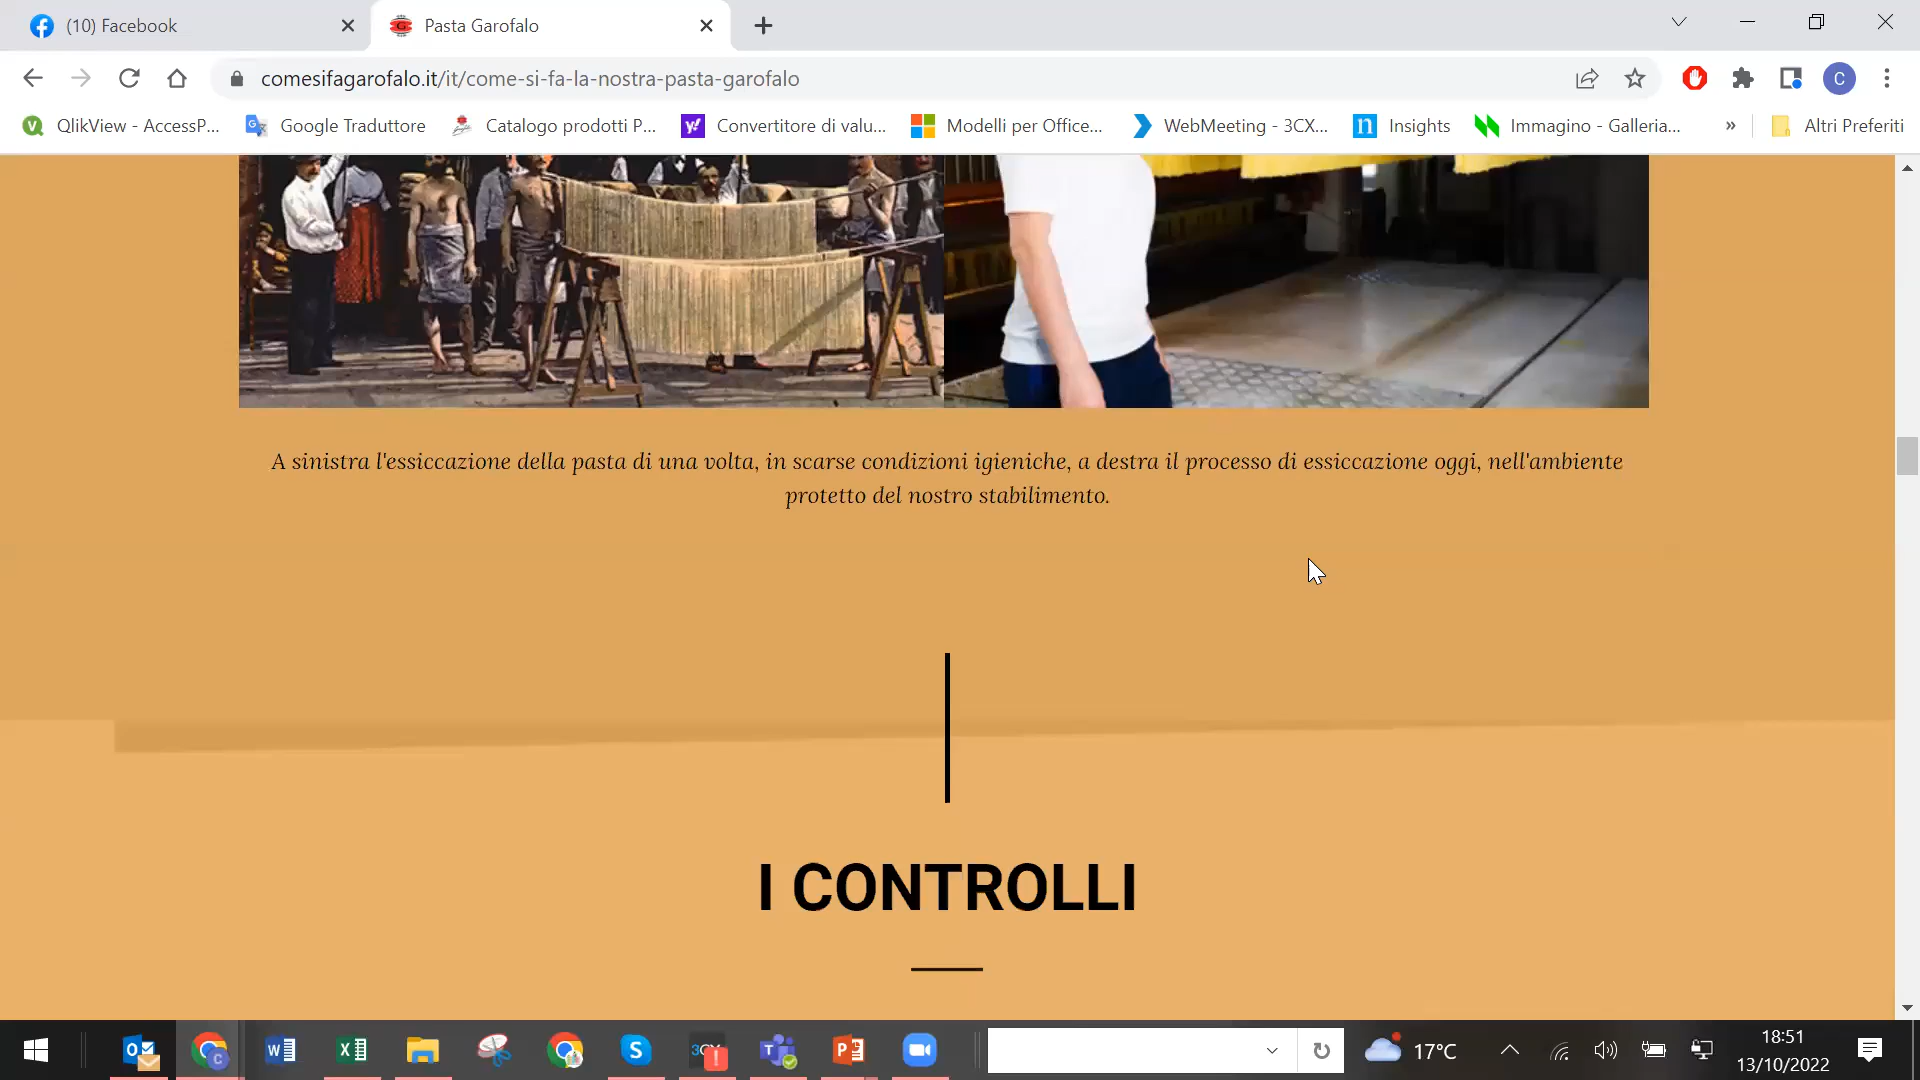 (10) Facebook
Pasta Garofalo
comesifagarofalo.it/it/come-si-fa-la-nostra-pasta-garofalo
C
QlikView - AccessP...
Google Traduttore
Catalogo prodotti P...
Convertitore di valu...
Modelli per Office...
WebMeeting - 3CX...
Insights
Immagino - Galleria...
»
Altri Preferiti
A sinistra l'essiccazione della pasta di una volta, in scarse condizioni igieniche, a destra il processo di essiccazione oggi, nell'ambiente
protetto del nostro stabilimento.
I CONTROLLI
17°C
18:51
13/10/2022